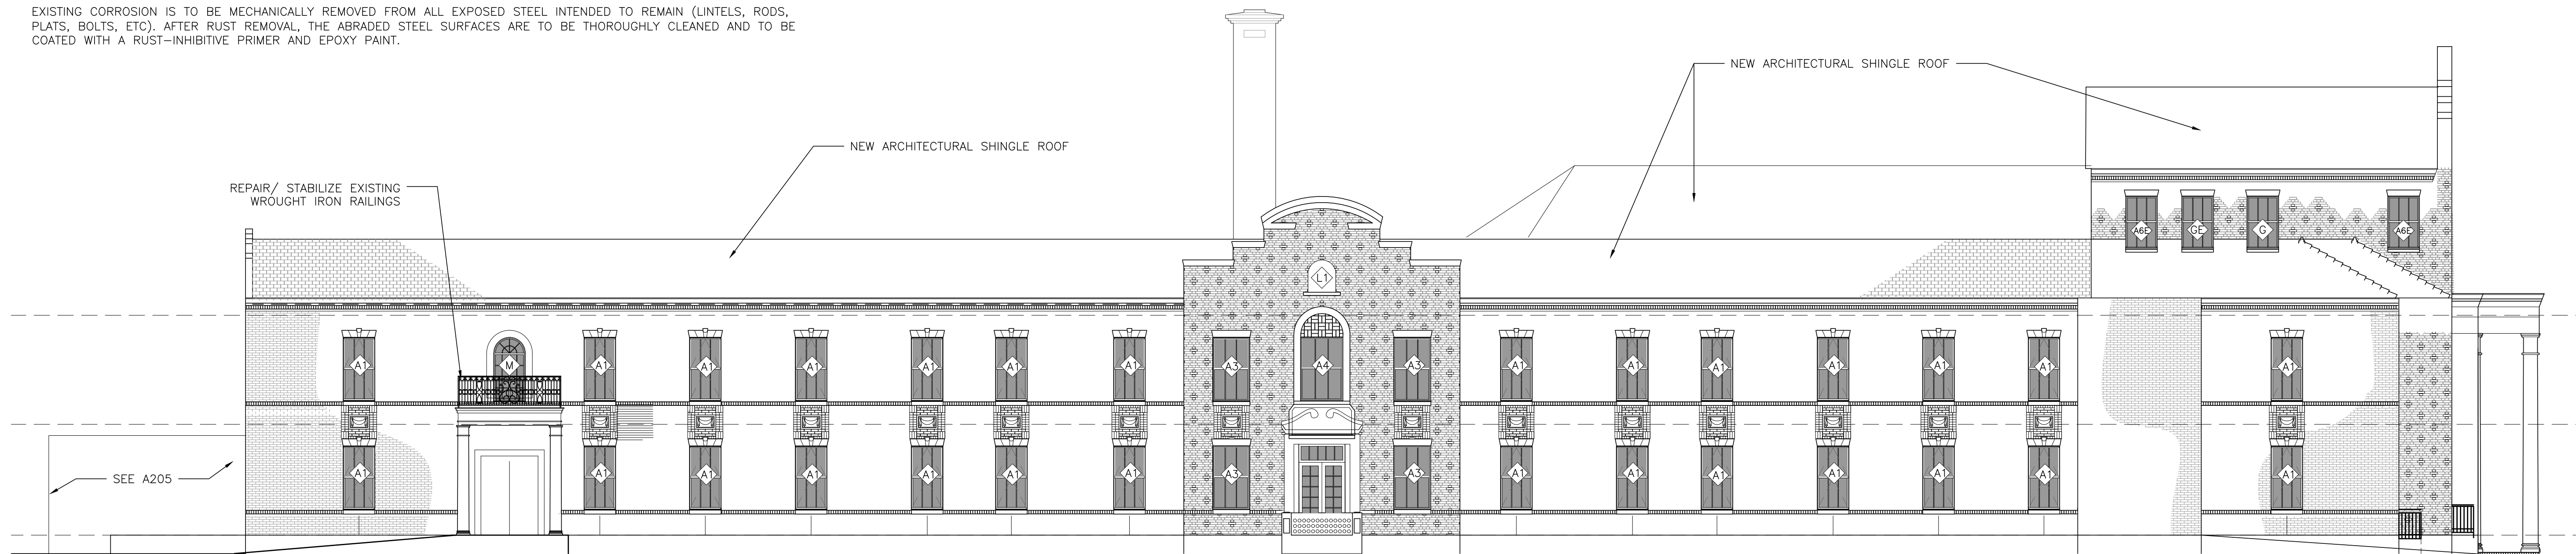 EXISTING CORROSION IS TO BE MECHANICALLY REMOVED FROM ALL EXPOSED STEEL INTENDED TO REMAIN (LINTELS, RODS,
PLATS, BOLTS, ETC). AFTER RUST REMOVAL, THE ABRADED STEEL SURFACES ARE TO BE THOROUGHLY CLEANED AND TO BE
COATED WITH A RUST-INHIBITIVE PRIMER AND EPOXY PAINT.
NEW ARCHITECTURAL SHINGLE ROOF
NEW ARCHITECTURAL SHINGLE ROOF
REPAIR/ STABILIZE EXISTING
WROUGHT IRON RAILINGS
A6E GE G A6E
L1
A1 M A1 A1 A1 A1 A1 A1 A3 A4 A3 A1 A1 A1 A1 A1 A1 A1
A1 A1 A1 A1 A1 A1 A1 A3 A3 A1 A1 A1 A1 A1 A1 A1
SEE A205